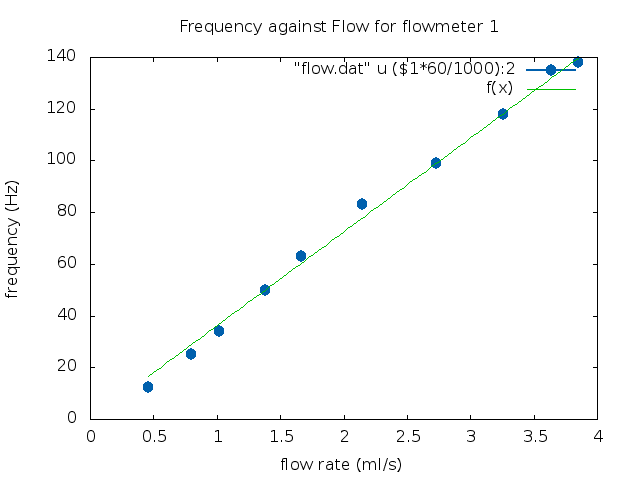 Frequency against Flow for flowmeter 1
"flow.dat" u ($1*60/1000):2
f(x)
140
120
100
80
60
40
20
0
0 0.5 1 1.5 2 2.5 3 3.5 4
frequency (Hz)
flow rate (ml/s)